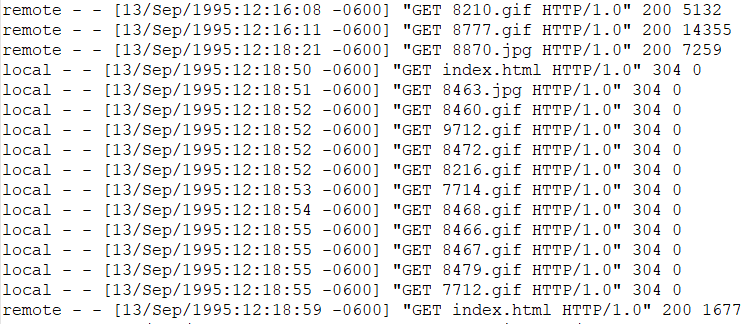 remote - - [13/Sep/1995:12:16:08 -0600] "GET 8210.gif HTTP/1.0" 200 5132
remote - - [13/Sep/1995:12:16:11 -0600] "GET 8777.gif HTTP/1.0" 200 14355
remote - - [13/Sep/1995:12:18:21 -0600] "GET 8870.jpg HTTP/1.0" 200 7259
local - - [13/Sep/1995:12:18:50 -0600] "GET index.html HTTP/1.0" 304 0
local - - [13/Sep/1995:12:18:51 -0600] "GET 8463.jpg HTTP/1.0" 304 0
local - - [13/Sep/1995:12:18:52 -0600] "GET 8460.gif HTTP/1.0" 304 0
local - - [13/Sep/1995:12:18:52 -0600] "GET 9712.gif HTTP/1.0" 304 0
local - - [13/Sep/1995:12:18:52 -0600] "GET 8472.gif HTTP/1.0" 304 0
local - - [13/Sep/1995:12:18:52 -0600] "GET 8216.gif HTTP/1.0" 304 0
local - - [13/Sep/1995:12:18:53 -0600] "GET 7714.gif HTTP/1.0" 304 0
local - - [13/Sep/1995:12:18:54 -0600] "GET 8468.gif HTTP/1.0" 304 0
local - - [13/Sep/1995:12:18:55 -0600] "GET 8466.gif HTTP/1.0" 304 0
local - - [13/Sep/1995:12:18:55 -0600] "GET 8467.gif HTTP/1.0" 304 0
local - - [13/Sep/1995:12:18:55 -0600] "GET 8479.gif HTTP/1.0" 304 0
local - - [13/Sep/1995:12:18:55 -0600] "GET 7712.gif HTTP/1.0" 304 0
remote - - [13/Sep/1995:12:18:59 -0600] "GET index.html HTTP/1.0" 200 1677